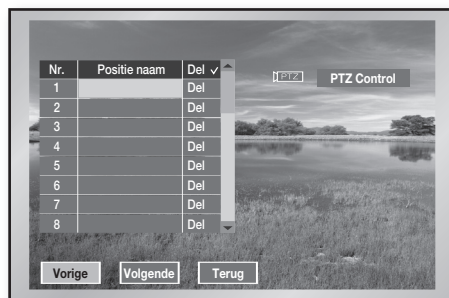 Nr. Positie naam Del ✓
PTZ PTZ Control
1 Del
2 Del
3 Del
4 Del
5 Del
6 Del
7 Del
8 Del
Vorige Volgende Terug